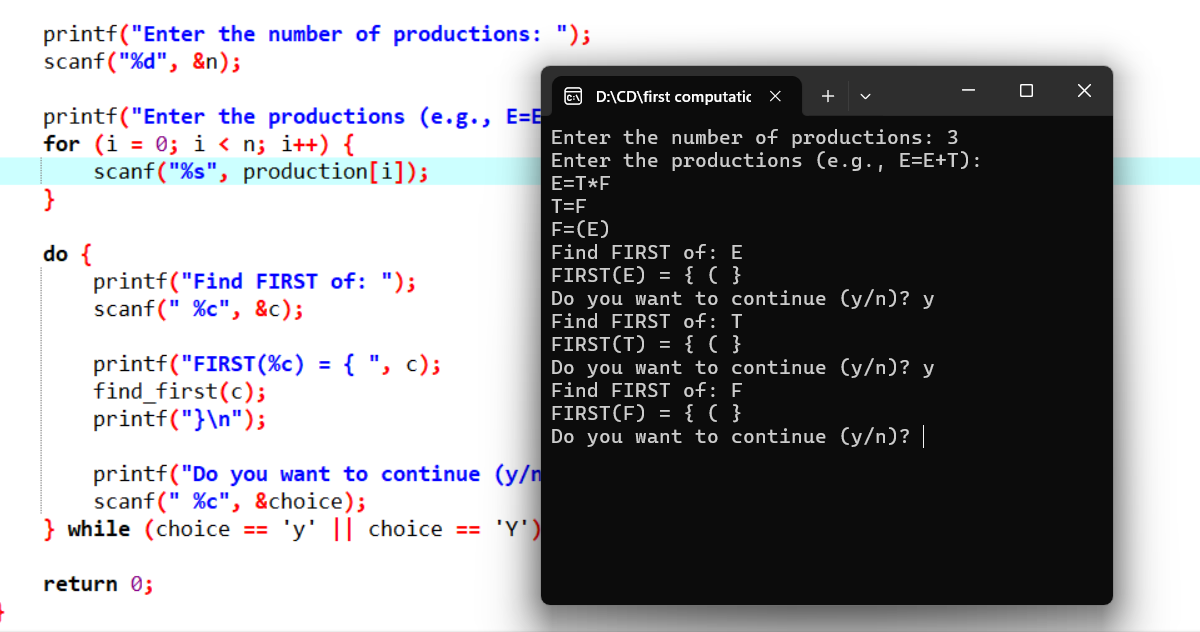 printf("Enter the number of productions: ");
scanf("%d", &n);
printf("Enter the productions (e.g., E=E
for (i = 0; i < n; i++) {
scanf("%s", production[i]);
}
do {
printf("Find FIRST of: ");
scanf(" %c", &c);
printf("FIRST(%c) = { ", c);
find_first(c);
printf("}\n");
printf("Do you want to continue (y/n
scanf(" %c", &choice);
} while (choice == 'y' || choice == 'Y')
return 0;
}
D:\CD\first computatic
Enter the number of productions: 3
Enter the productions (e.g., E=E+T):
E=T*F
T=F
F=(E)
Find FIRST of: E
FIRST(E) = { ( }
Do you want to continue (y/n)? y
Find FIRST of: T
FIRST(T) = { ( }
Do you want to continue (y/n)? y
Find FIRST of: F
FIRST(F) = { ( }
Do you want to continue (y/n)?